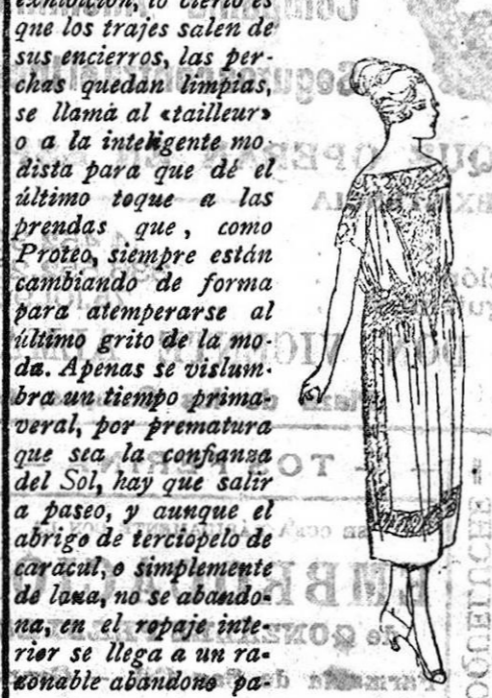 exhibición, lo cierto es
que los trajes salen de
sus encierros, las per-
chas quedan limpias,
se llama al «tailleur»
o a la inteligente mo-
dista para que dé el
último toque a las
prendas que, como
Proteo, siempre están
cambiando de forma
para atemperarse al
último grito de la mo-
da. Apenas se vislum-
bra un tiempo prima-
veral, por prematura
que sea la confianza
del Sol, hay que salir
a paseo, y aunque el
abrigo de terciopelo de
caracul, o simplemente
de lana, no se abando-
na, en el ropaje inte-
rior se llega a un ra-
zonable abandono pa-